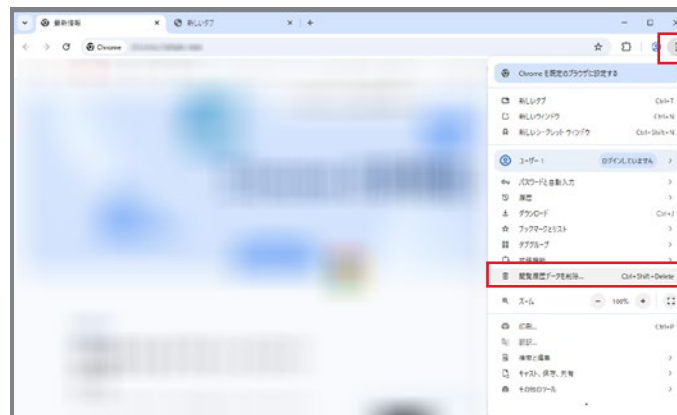 最新情報
新しいタブ
Chrome
Chrome を既定のブラウザに設定する
新しいタブ Ctrl+T
新しいウィンドウ Ctrl+N
新しいシークレット ウィンドウ Ctrl+Shift+N
ユーザー 1 ログインしていません
パスワードと自動入力
履歴
ダウンロード Ctrl+J
ブックマークとリスト
タブグループ
拡張機能
閲覧履歴データを削除... Ctrl+Shift+Delete
ズーム 100%
印刷... Ctrl+P
翻訳...
検索と編集
キャスト、保存、共有
その他のツール